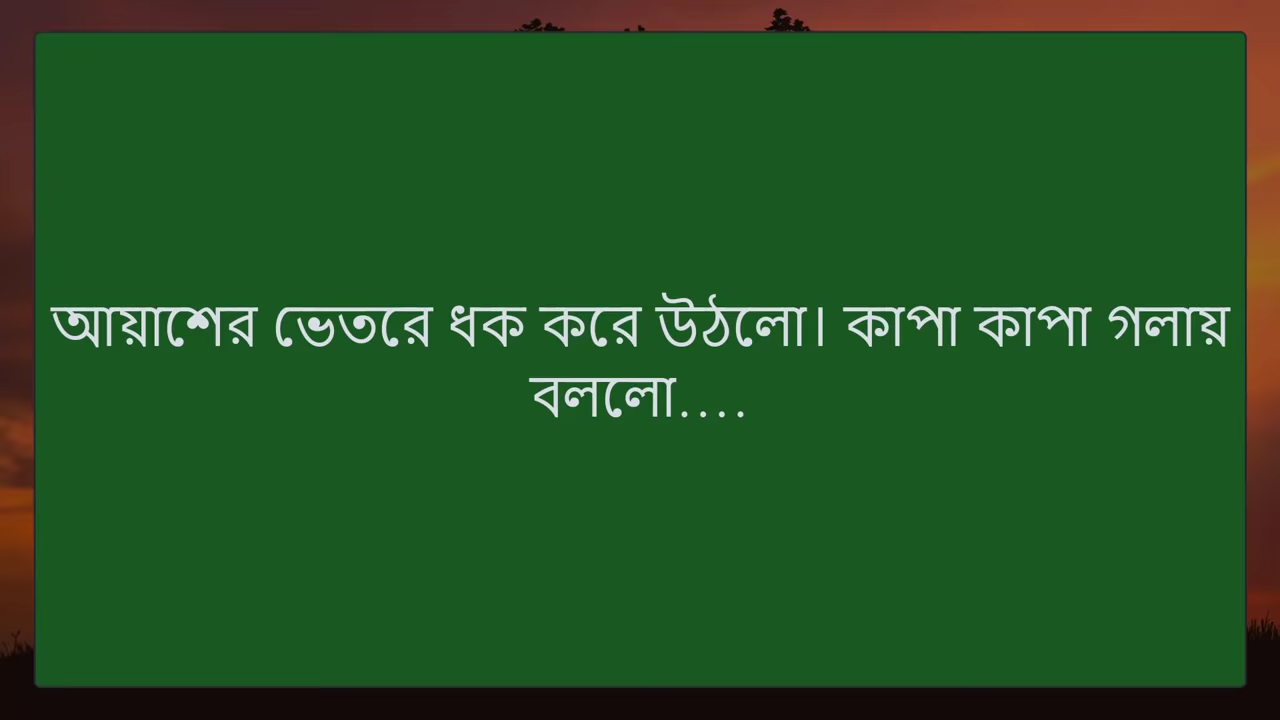 আয়াশের ভেতরে ধক করে উঠলো। কাপা কাপা গলায়
বললো....